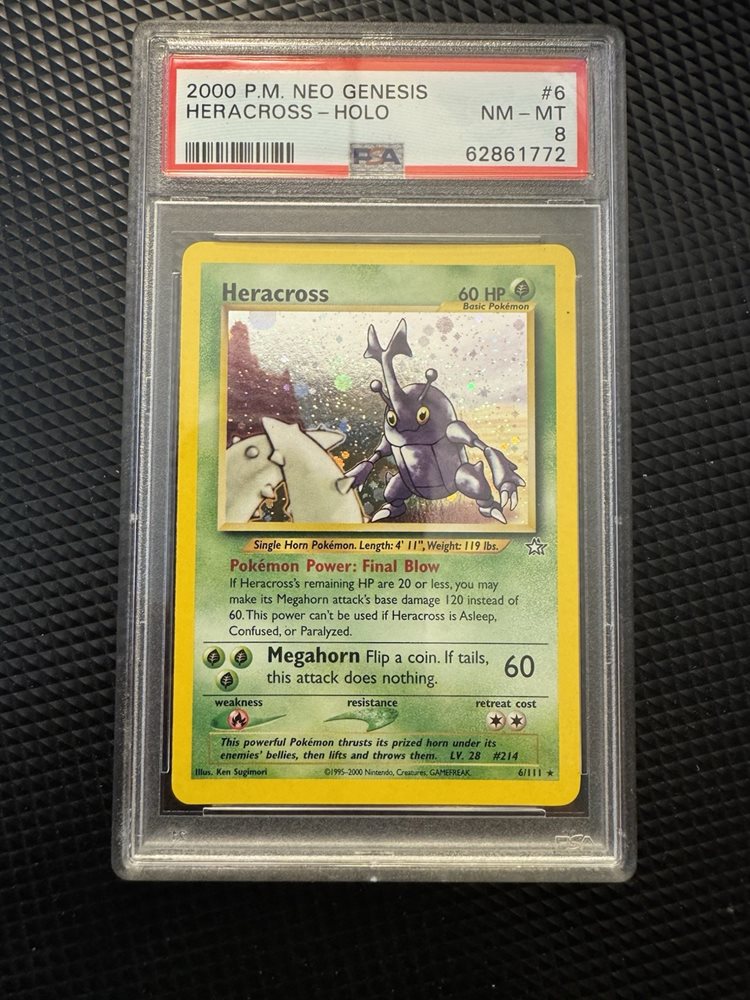 2000 P.M. NEO GENESIS #6
HERACROSS - HOLO NM - MT
8
PSA 62861772
Heracross 60 HP
Basic Pokémon
Single Horn Pokémon. Length: 4' 11", Weight: 119 lbs.
Pokémon Power: Final Blow
If Heracross's remaining HP are 20 or less, you may
make its Megahorn attack's base damage 120 instead of
60. This power can't be used if Heracross is Asleep,
Confused, or Paralyzed.
Megahorn Flip a coin. If tails, 60
this attack does nothing.
weakness resistance retreat cost
This powerful Pokémon thrusts its prized horn under its
enemies' bellies, then lifts and throws them. LV. 28 #214
Illus. Ken Sugimori ©1995-2000 Nintendo, Creatures, GAMEFREAK. 6/111 ★
PSA